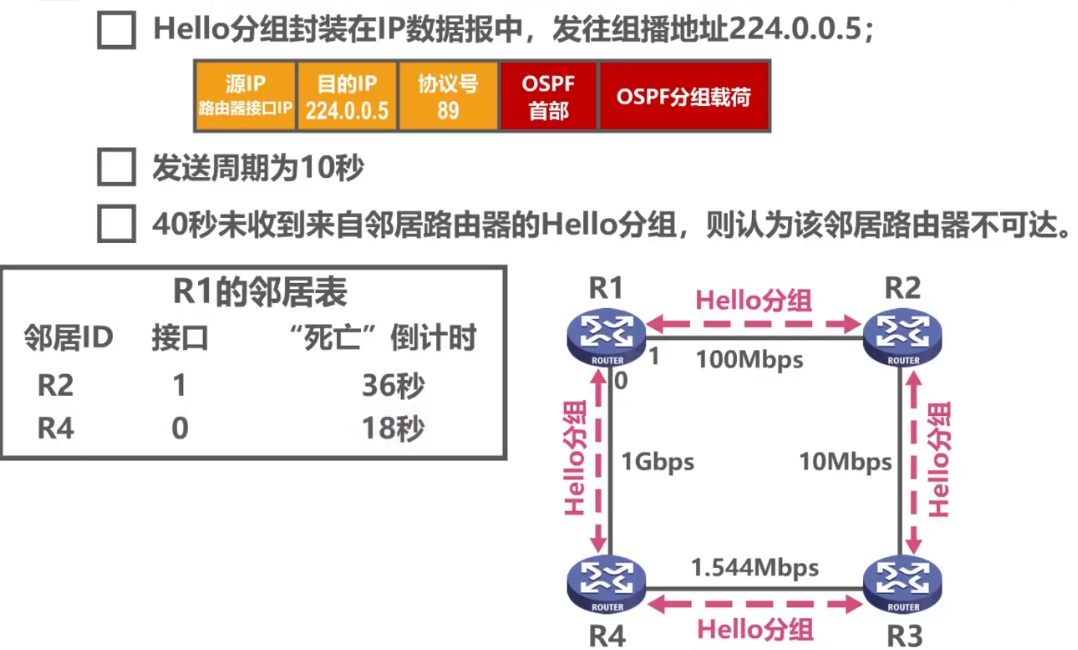 Hello分组封装在IP数据报中，发往组播地址224.0.0.5；
源IP 目的IP 协议号 OSPF OSPF分组载荷
路由器接口IP 224.0.0.5 89 首部
发送周期为10秒
40秒未收到来自邻居路由器的Hello分组，则认为该邻居路由器不可达。
R1的邻居表
邻居ID 接口 “死亡”倒计时
R2 1 36秒
R4 0 18秒
R1 Hello分组 R2
ROUTER 1 100Mbps ROUTER
0
Hello分组 1Gbps 10Mbps Hello分组
1.544Mbps
ROUTER ROUTER
R4 Hello分组 R3